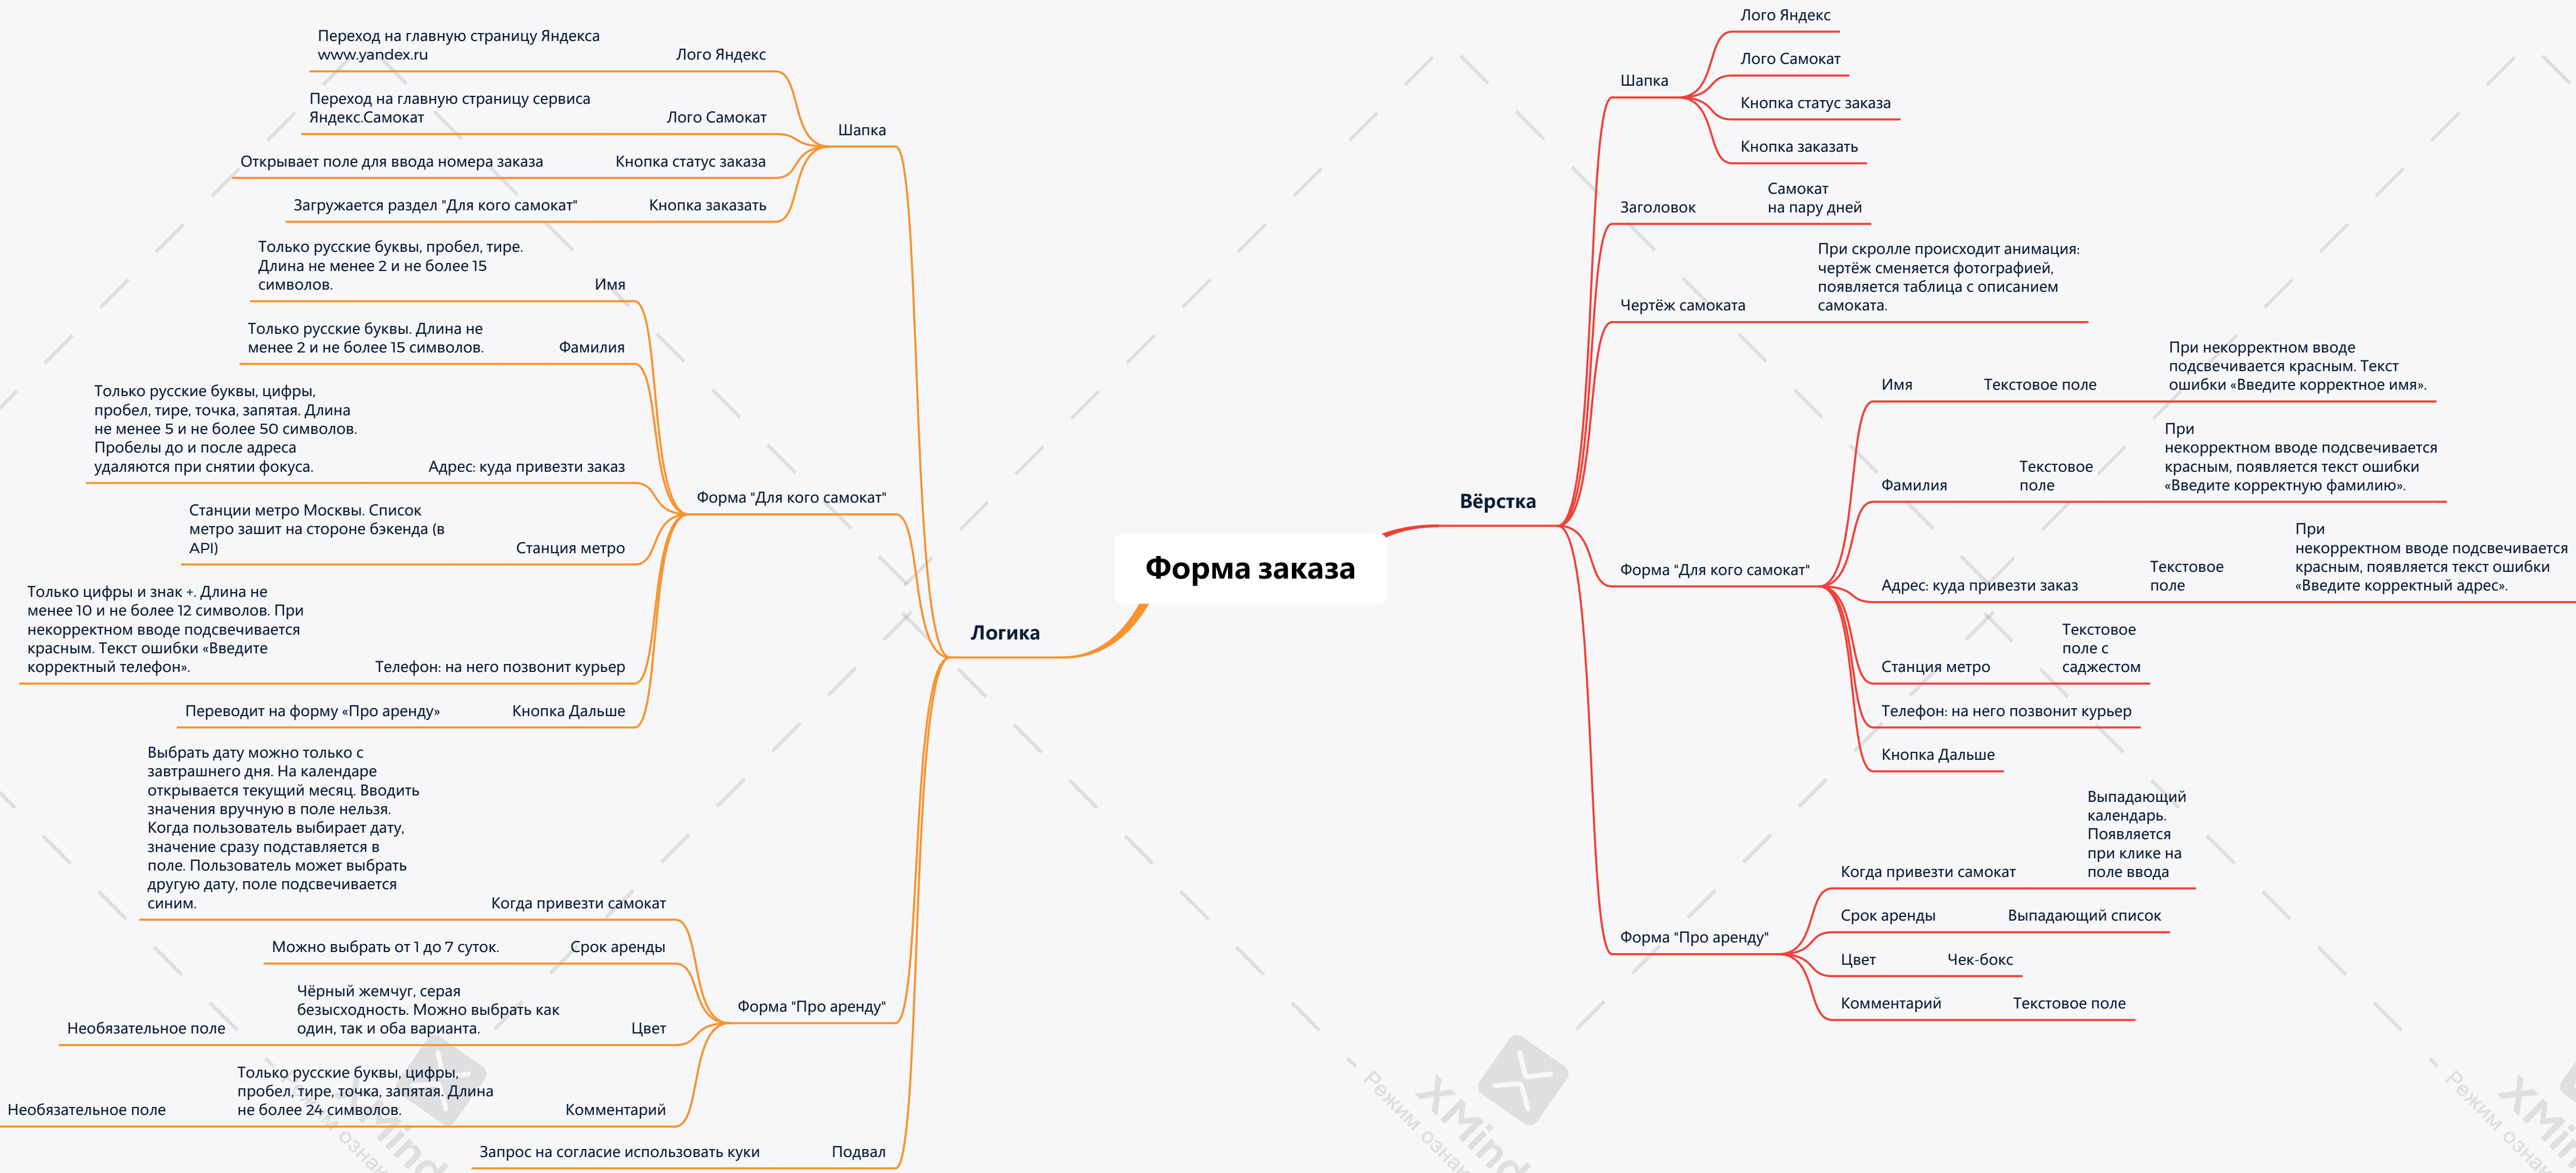 Форма заказа
Логика
Шапка
Лого Яндекс
Переход на главную страницу Яндекса
www.yandex.ru
Лого Самокат
Переход на главную страницу сервиса
Яндекс.Самокат
Кнопка статус заказа
Открывает поле для ввода номера заказа
Кнопка заказать
Загружается раздел "Для кого самокат"
Форма "Для кого самокат"
Имя
Только русские буквы, пробел, тире.
Длина не менее 2 и не более 15
символов.
Фамилия
Только русские буквы. Длина не
менее 2 и не более 15 символов.
Адрес: куда привезти заказ
Только русские буквы, цифры,
пробел, тире, точка, запятая. Длина
не менее 5 и не более 50 символов.
Пробелы до и после адреса
удаляются при снятии фокуса.
Станция метро
Станции метро Москвы. Список
метро зашит на стороне бэкенда (в
API)
Телефон: на него позвонит курьер
Только цифры и знак +. Длина не
менее 10 и не более 12 символов. При
некорректном вводе подсвечивается
красным. Текст ошибки «Введите
корректный телефон».
Кнопка Дальше
Переводит на форму «Про аренду»
Форма "Про аренду"
Когда привезти самокат
Выбрать дату можно только с
завтрашнего дня. На календаре
открывается текущий месяц. Вводить
значения вручную в поле нельзя.
Когда пользователь выбирает дату,
значение сразу подставляется в
поле. Пользователь может выбрать
другую дату, поле подсвечивается
синим.
Срок аренды
Можно выбрать от 1 до 7 суток.
Цвет
Чёрный жемчуг, серая
безысходность. Можно выбрать как
один, так и оба варианта.
Необязательное поле
Комментарий
Только русские буквы, цифры,
пробел, тире, точка, запятая. Длина
не более 24 символов.
Необязательное поле
Подвал
Запрос на согласие использовать куки
Вёрстка
Шапка
Лого Яндекс
Лого Самокат
Кнопка статус заказа
Кнопка заказать
Заголовок
Самокат
на пару дней
Чертёж самоката
При скролле происходит анимация:
чертёж сменяется фотографией,
появляется таблица с описанием
самоката.
Форма "Для кого самокат"
Имя
Текстовое поле
При некорректном вводе
подсвечивается красным. Текст
ошибки «Введите корректное имя».
Фамилия
Текстовое
поле
При
некорректном вводе подсвечивается
красным, появляется текст ошибки
«Введите корректную фамилию».
Адрес: куда привезти заказ
Текстовое
поле
При
некорректном вводе подсвечивается
красным, появляется текст ошибки
«Введите корректный адрес».
Станция метро
Текстовое
поле с
саджестом
Телефон: на него позвонит курьер
Кнопка Дальше
Форма "Про аренду"
Когда привезти самокат
Выпадающий
календарь.
Появляется
при клике на
поле ввода
Срок аренды
Выпадающий список
Цвет
Чек-бокс
Комментарий
Текстовое поле
XMind
Режим
XMind
Режим
Режим